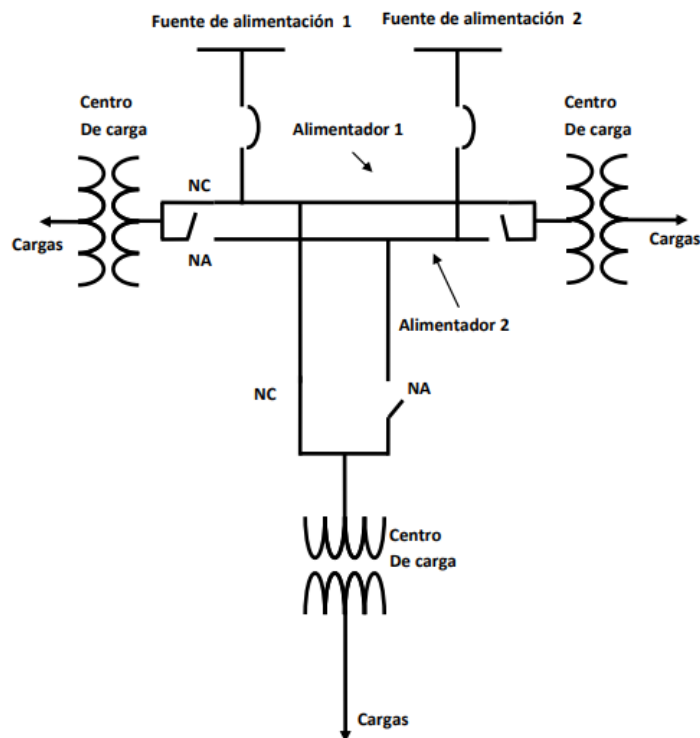 Fuente de alimentación 1
Fuente de alimentación 2
Centro
De carga
Alimentador 1
Centro
De carga
NC
Cargas
NA
Cargas
Alimentador 2
NC
NA
Centro
De carga
Cargas